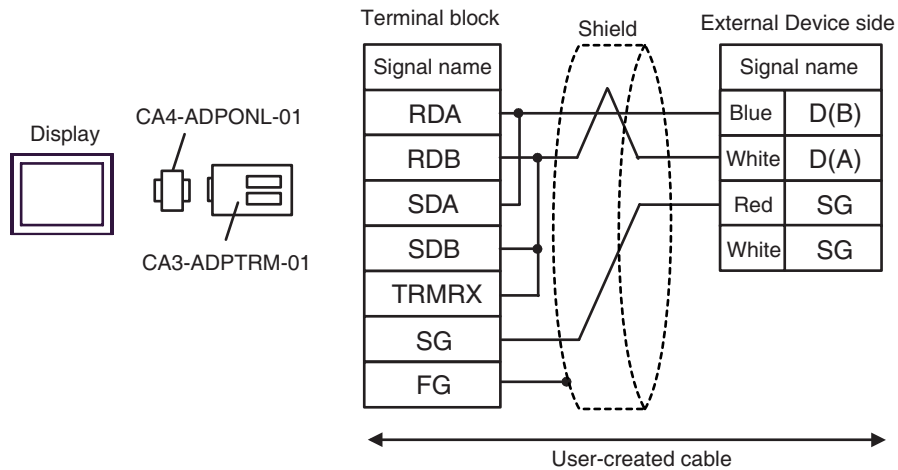 Display
CA4-ADPONL-01
CA3-ADPTRM-01
Terminal block
Signal name
RDA
RDB
SDA
SDB
TRMRX
SG
FG
Shield
External Device side
Signal name
Blue D(B)
White D(A)
Red SG
White SG
User-created cable